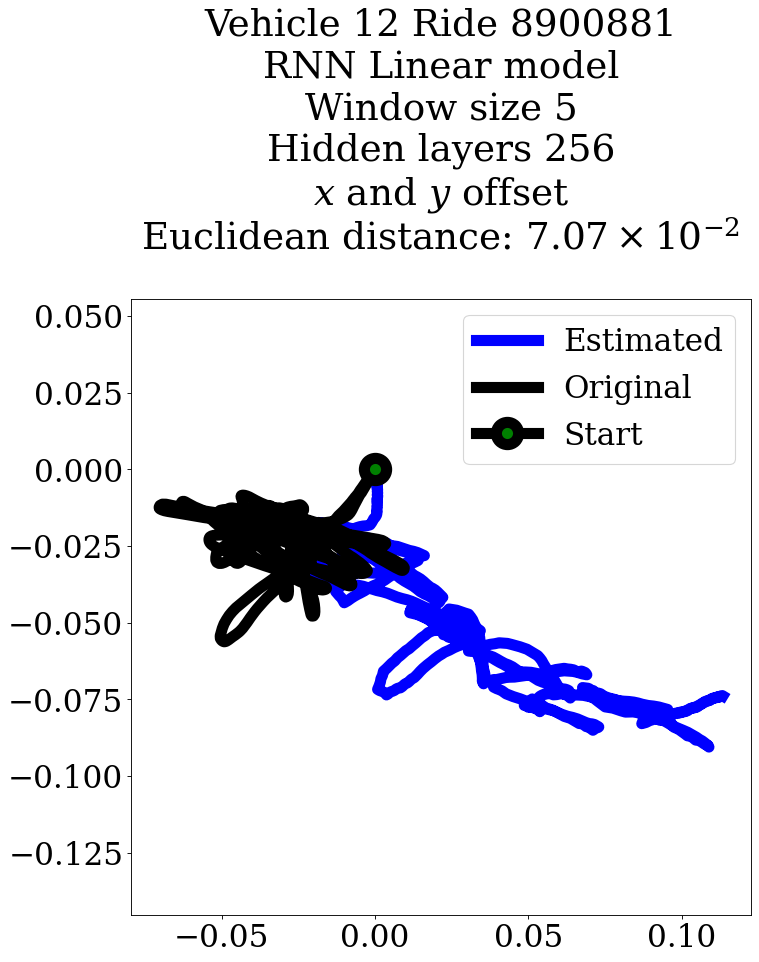 Vehicle 12 Ride 8900881
RNN Linear model
Window size 5
Hidden layers 256
x and y offset
Euclidean distance: 7.07 × 10⁻²
Estimated
Original
Start
0.050
0.025
0.000
−0.025
−0.050
−0.075
−0.100
−0.125
−0.05 0.00 0.05 0.10